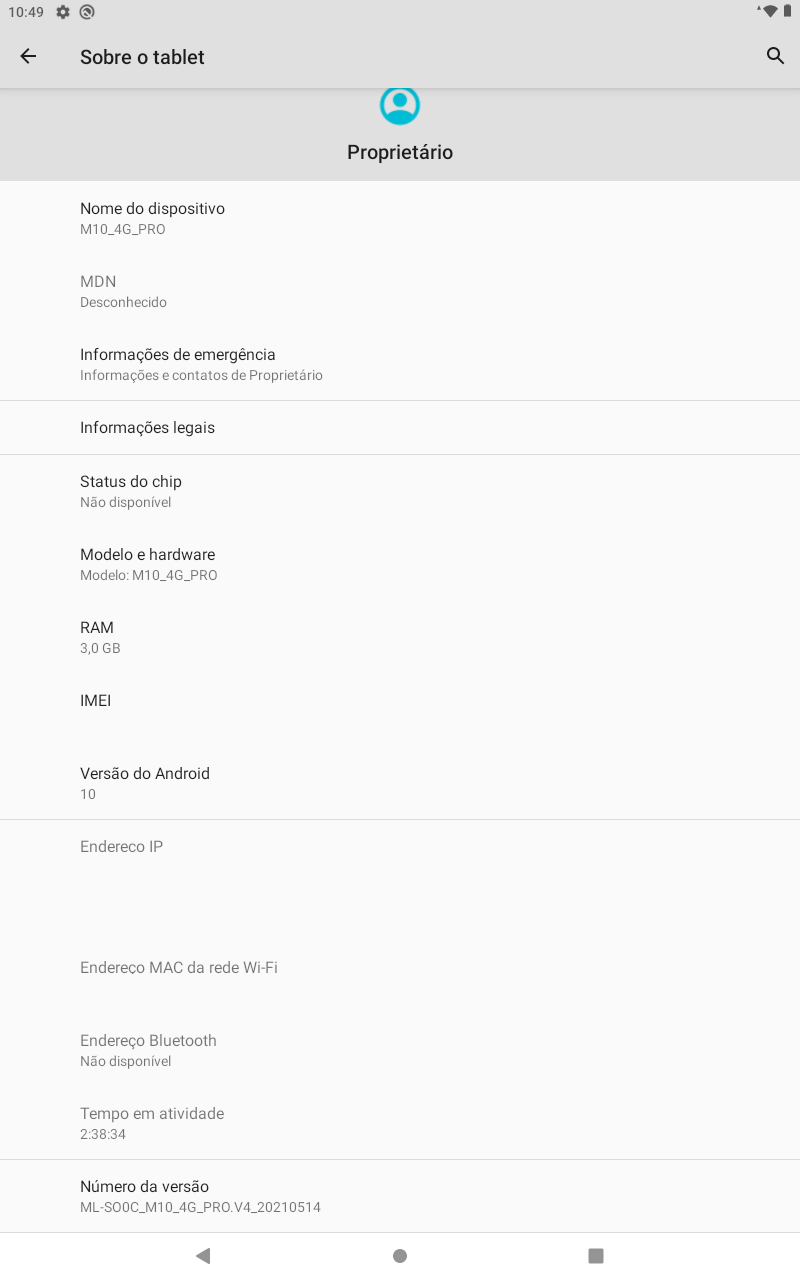 10:49
Sobre o tablet
Proprietário
Nome do dispositivo
M10_4G_PRO
MDN
Desconhecido
Informações de emergência
Informações e contatos de Proprietário
Informações legais
Status do chip
Não disponível
Modelo e hardware
Modelo: M10_4G_PRO
RAM
3,0 GB
IMEI
Versão do Android
10
Endereco IP
Endereco MAC da rede Wi-Fi
Endereço Bluetooth
Não disponível
Tempo em atividade
2:38:34
Número da versão
ML-SO0C_M10_4G_PRO.V4_20210514